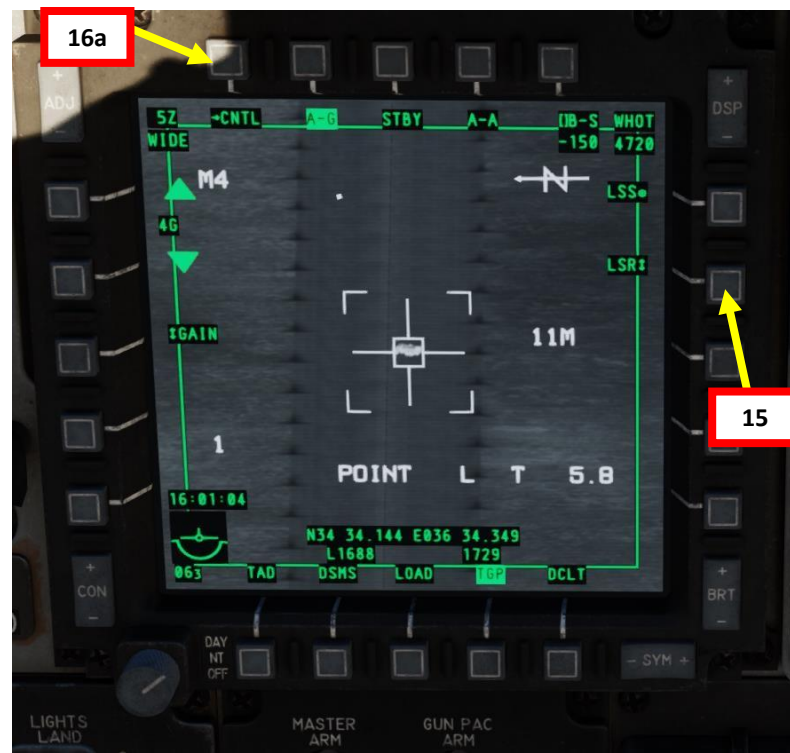 16a
+
ADJ
-
+
DSP
-
5Z →CNTL A-G STBY A-A []B-S WHOT
WIDE -150 4720
M4 N
LSS
4G
LSR↕
↕GAIN
11M
15
1
POINT L T 5.8
16:01:04
N34 34.144 E036 34.349
L1688 1729
063 TAD DSMS LOAD TGP DCLT
+
CON
-
+
BRT
-
DAY
NT
OFF
- SYM +
LIGHTS
LAND
MASTER
ARM
GUN PAC
ARM